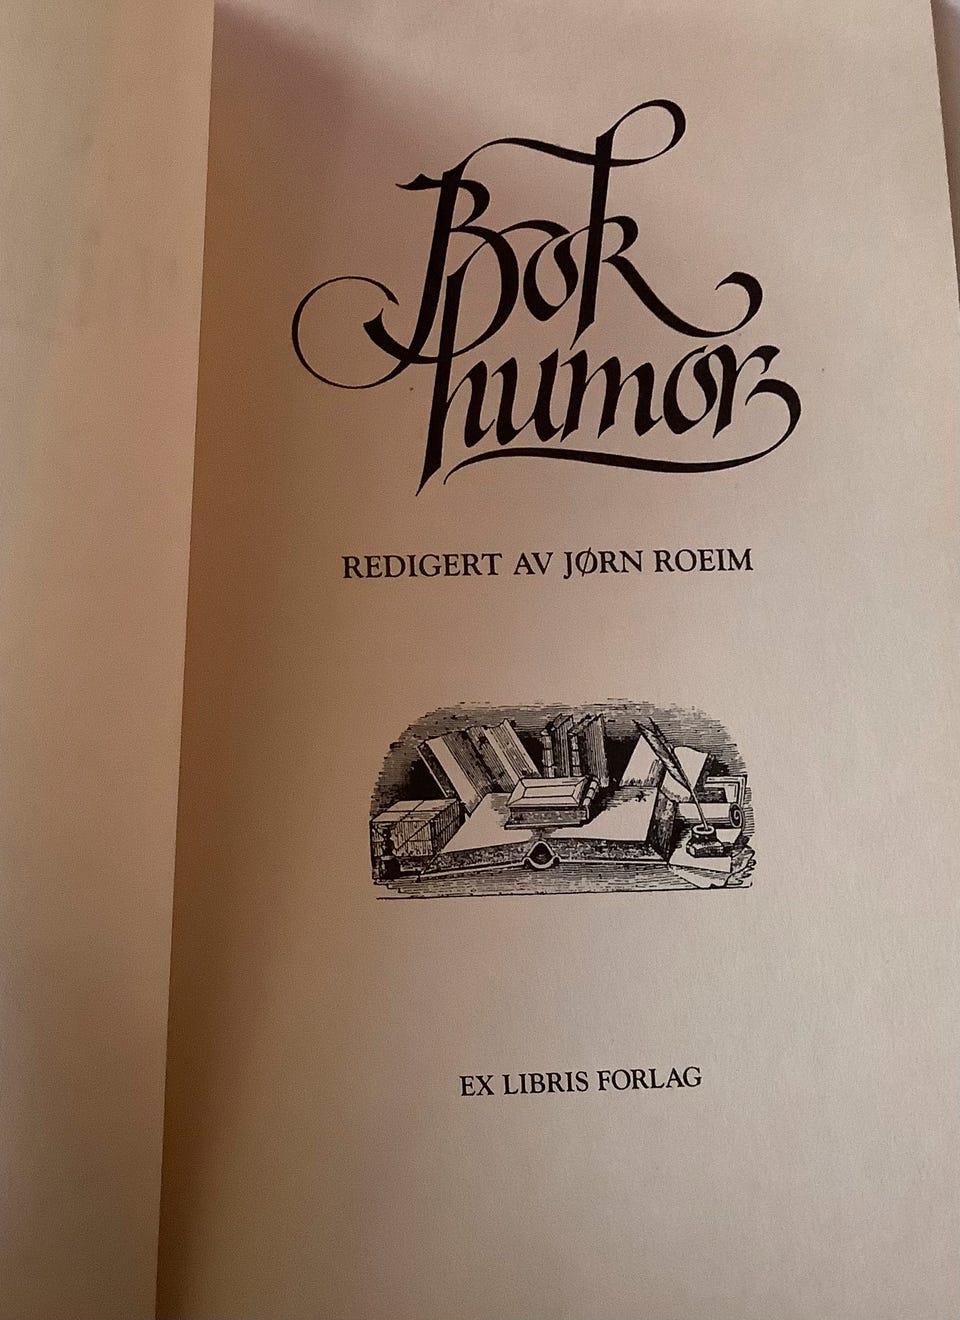 Bok
humor
REDIGERT AV JØRN ROEIM
EX LIBRIS FORLAG